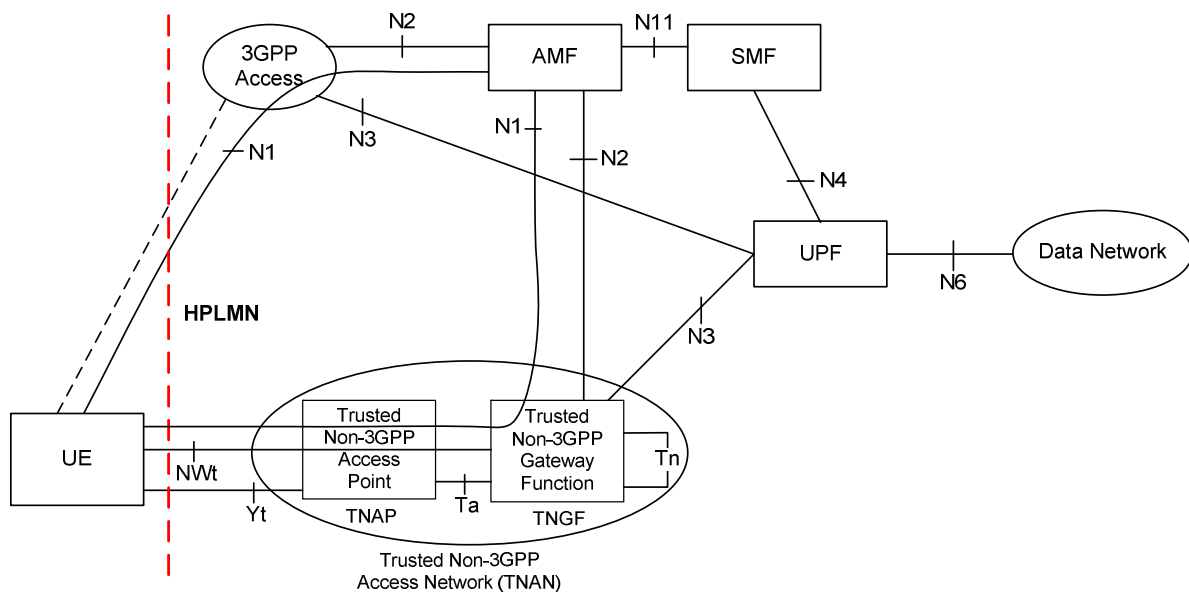 N2
N11
3GPP
Access
AMF
SMF
N1
N3
N1
N2
N4
UPF
Data Network
N6
HPLMN
N3
UE
Trusted
Non-3GPP
Access
Point
Trusted
Non-3GPP
Gateway
Function
Tn
NWt
Yt
Ta
TNAP
TNGF
Trusted Non-3GPP
Access Network (TNAN)